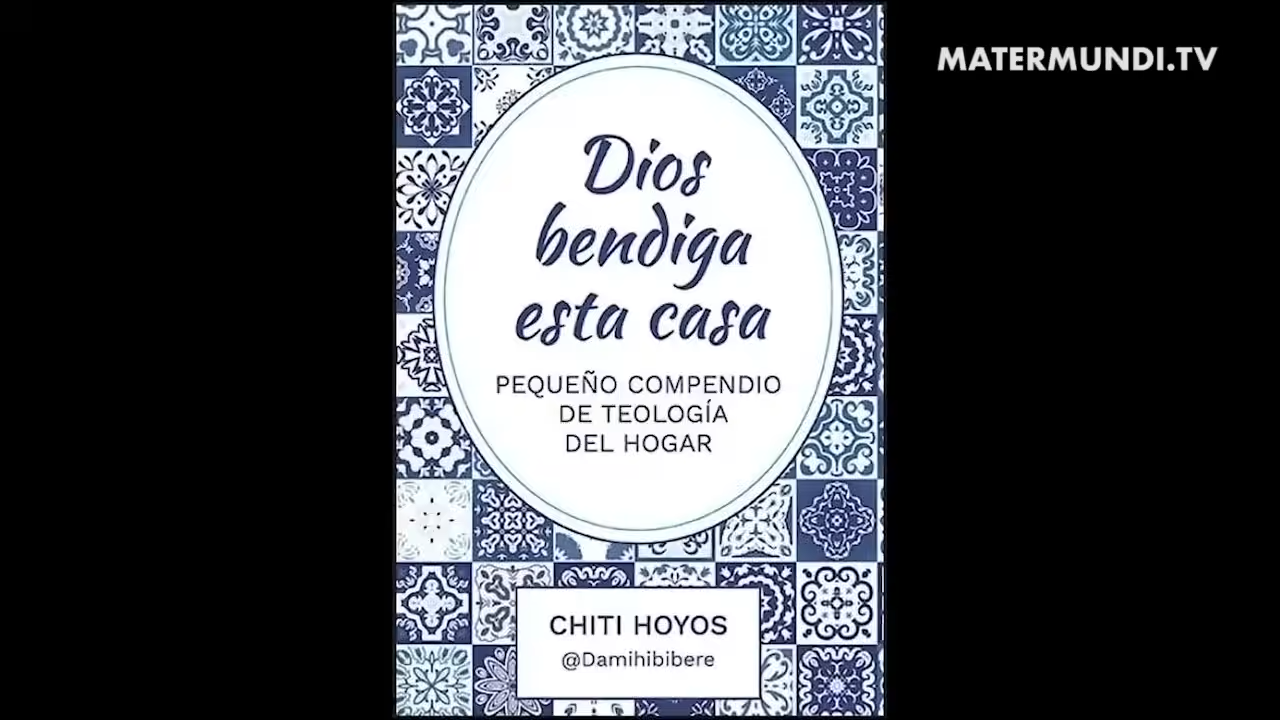 MATERMUNDI.TV
Dios
bendiga
esta casa
PEQUEÑO COMPENDIO
DE TEOLOGÍA
DEL HOGAR
CHITI HOYOS
@Damihibibere